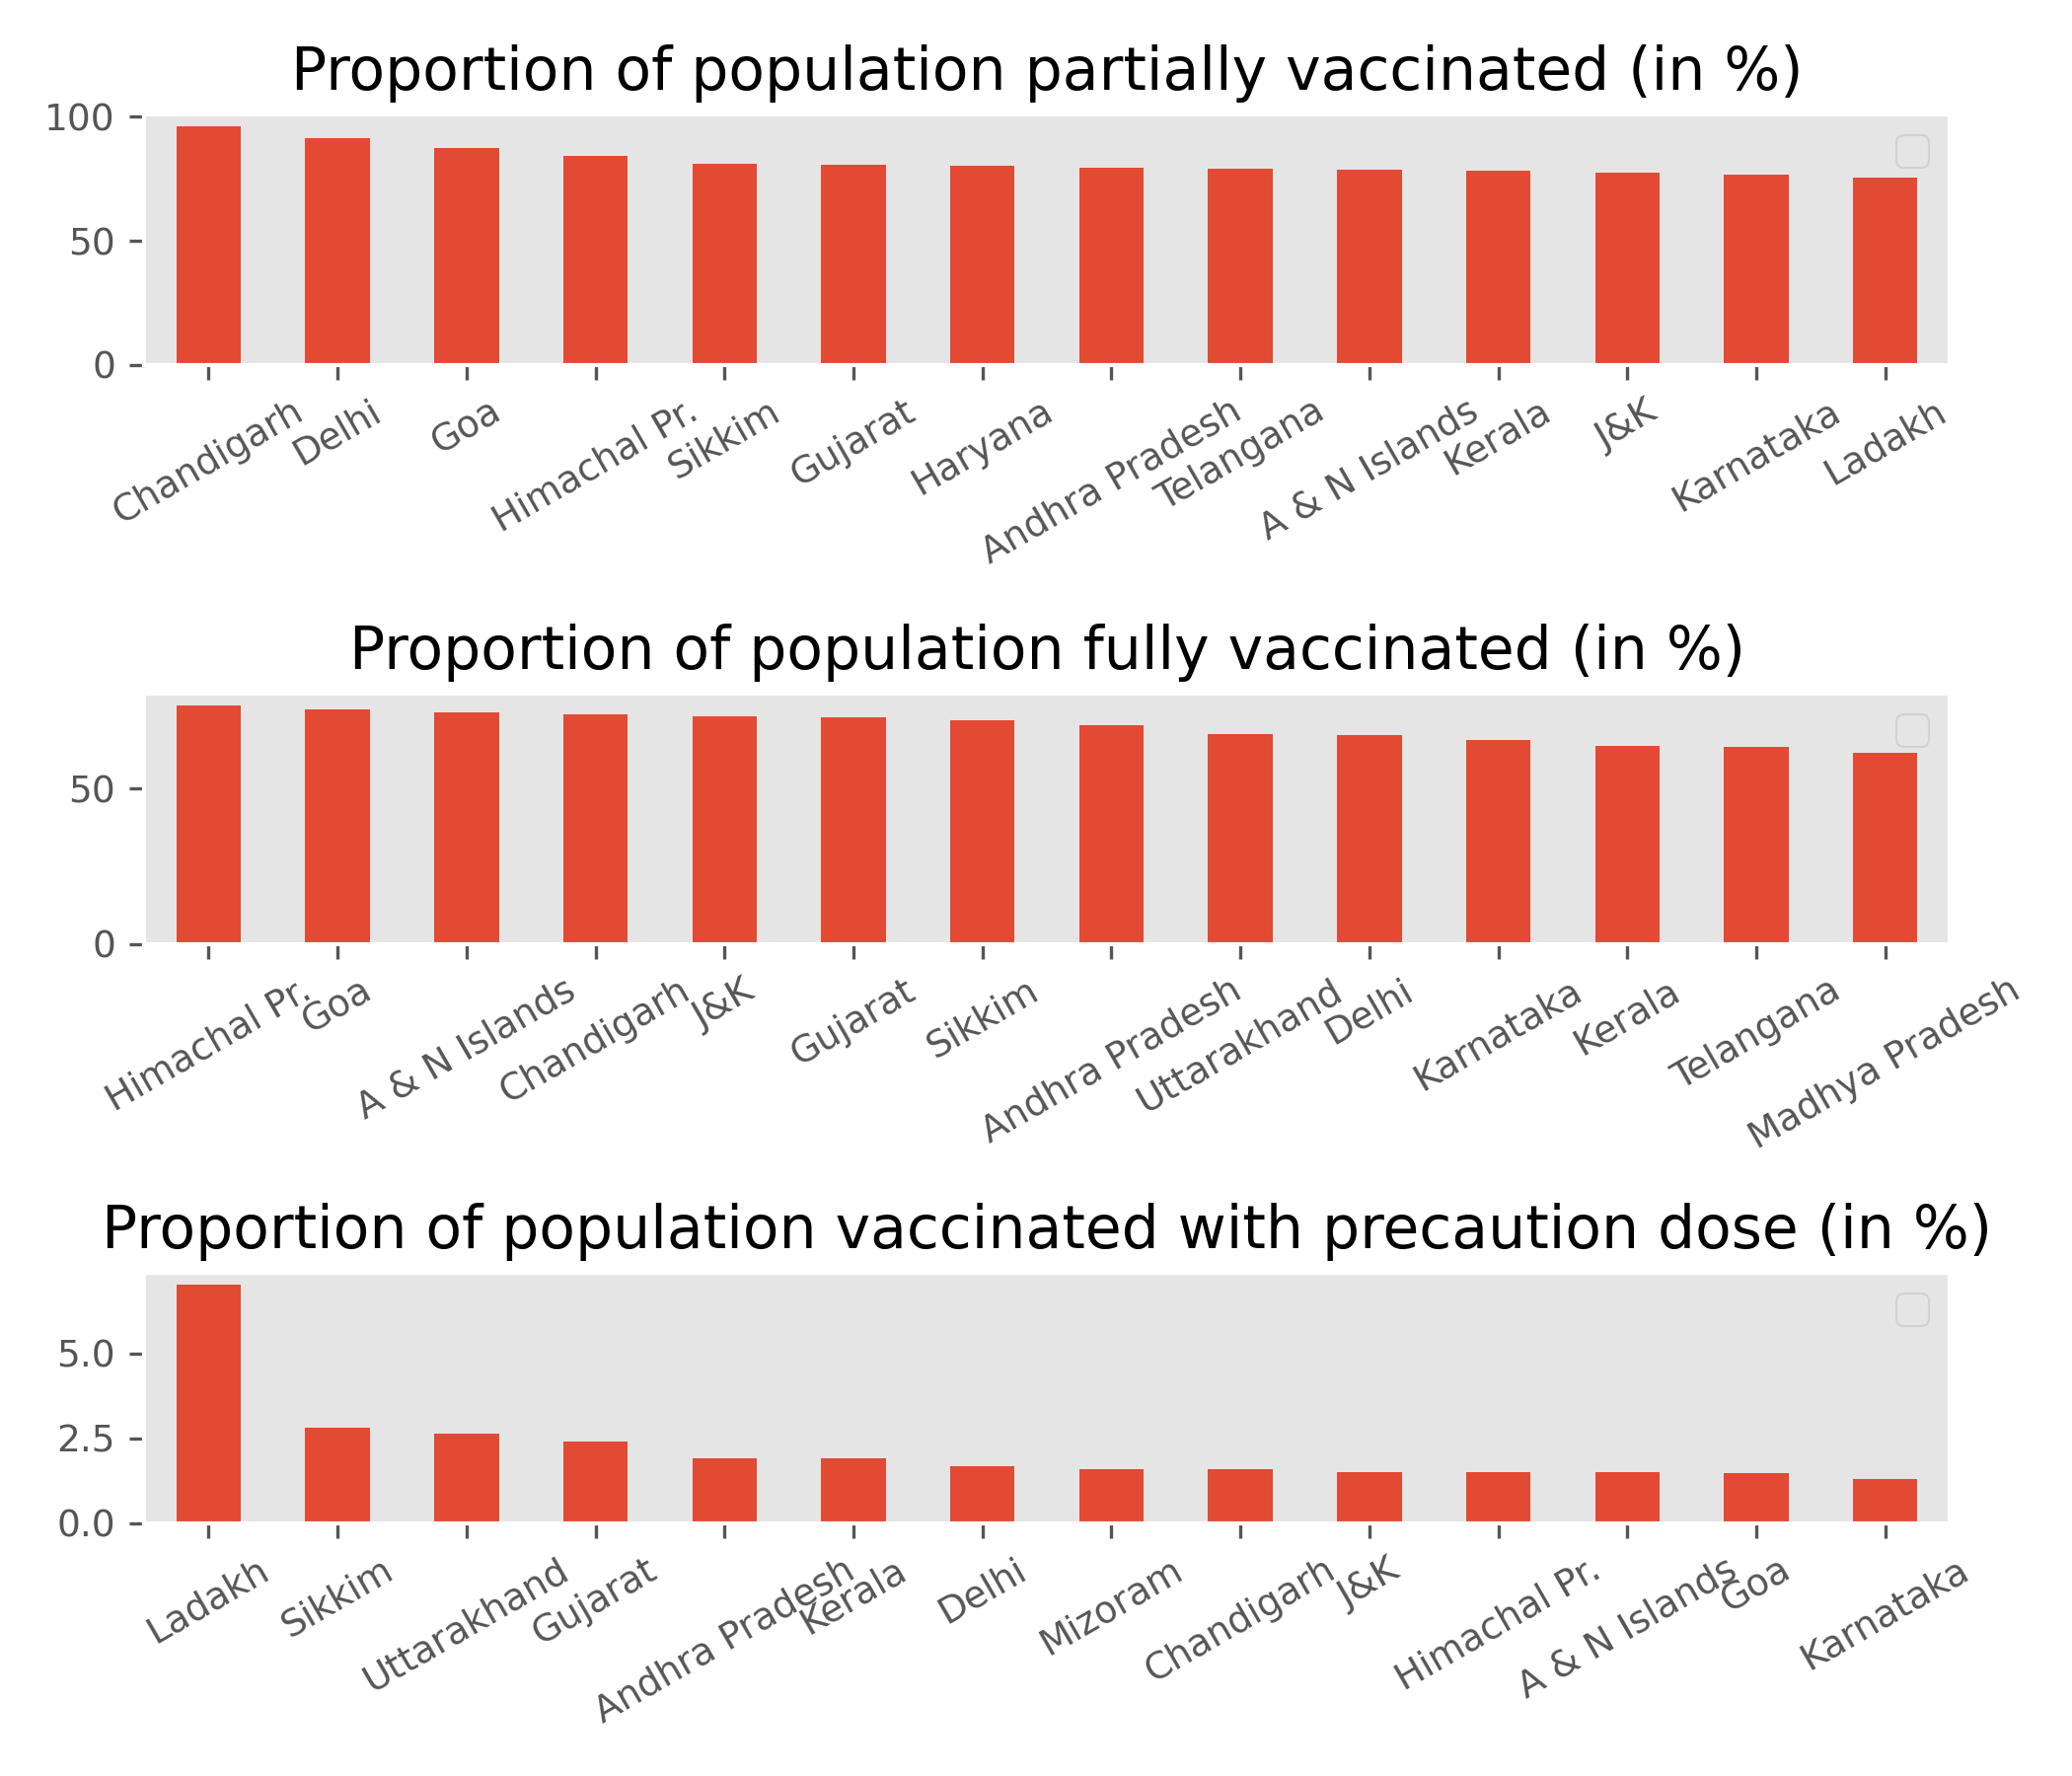 Proportion of population partially vaccinated (in %)
100
50
0
Chandigarh
Delhi
Goa
Himachal Pr.
Sikkim
Gujarat
Haryana
Andhra Pradesh
Telangana
A & N Islands
Kerala
J&K
Karnataka
Ladakh
Proportion of population fully vaccinated (in %)
50
0
Himachal Pr.
Goa
A & N Islands
Chandigarh
J&K
Gujarat
Sikkim
Andhra Pradesh
Uttarakhand
Delhi
Karnataka
Kerala
Telangana
Madhya Pradesh
Proportion of population vaccinated with precaution dose (in %)
5.0
2.5
0.0
Ladakh
Sikkim
Uttarakhand
Gujarat
Andhra Pradesh
Kerala
Delhi
Mizoram
Chandigarh
J&K
Himachal Pr.
A & N Islands
Goa
Karnataka